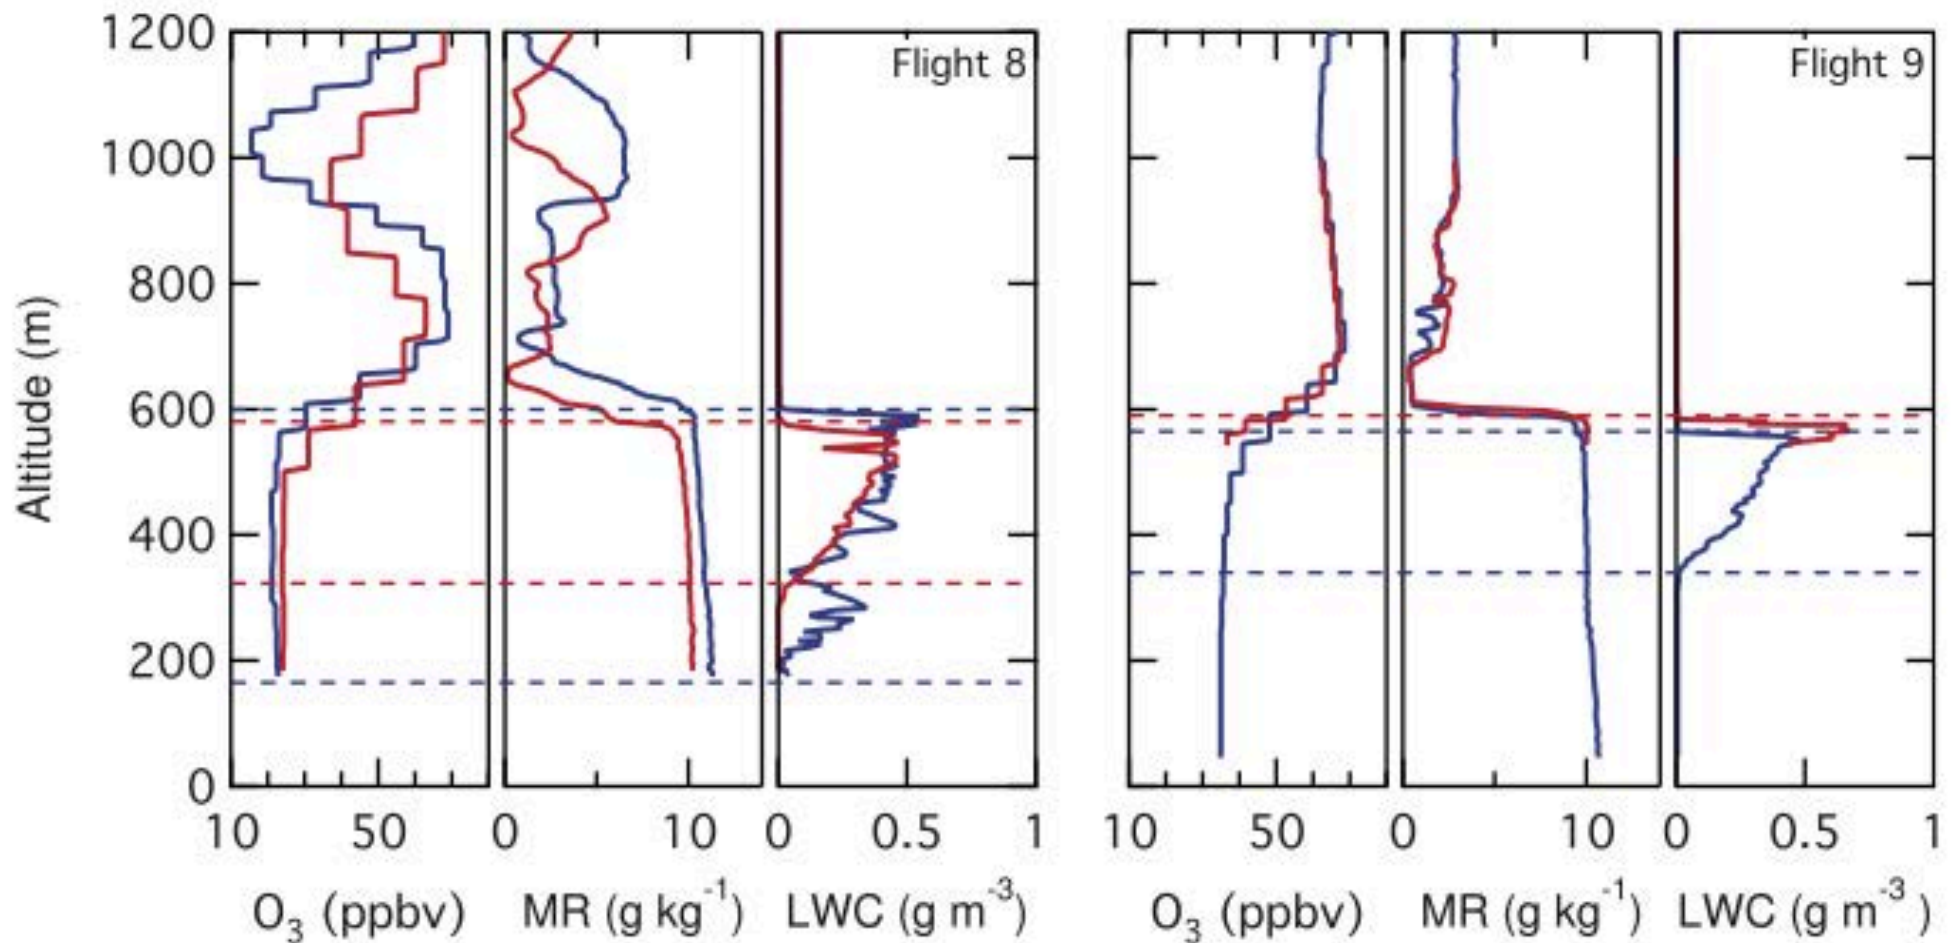 Flight 8
Flight 9
Altitude (m)
1200
1000
800
600
400
200
0
10 50 0 10 0 0.5 1
10 50 0 10 0 0.5 1
O₃ (ppbv) MR (g kg⁻¹) LWC (g m⁻³)
O₃ (ppbv) MR (g kg⁻¹) LWC (g m⁻³)